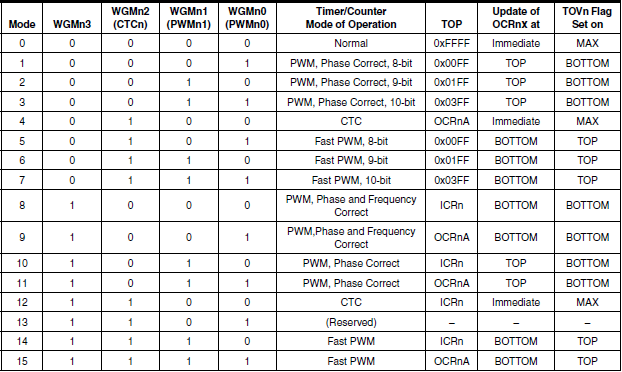 Mode WGMn3 WGMn2 (CTCn) WGMn1 (PWMn1) WGMn0 (PWMn0) Timer/Counter Mode of Operation TOP Update of OCRnX at TOVn Flag Set on
0 0 0 0 0 Normal 0xFFFF Immediate MAX
1 0 0 0 1 PWM, Phase Correct, 8-bit 0x00FF TOP BOTTOM
2 0 0 1 0 PWM, Phase Correct, 9-bit 0x01FF TOP BOTTOM
3 0 0 1 1 PWM, Phase Correct, 10-bit 0x03FF TOP BOTTOM
4 0 1 0 0 CTC OCRnA Immediate MAX
5 0 1 0 1 Fast PWM, 8-bit 0x00FF BOTTOM TOP
6 0 1 1 0 Fast PWM, 9-bit 0x01FF BOTTOM TOP
7 0 1 1 1 Fast PWM, 10-bit 0x03FF BOTTOM TOP
8 1 0 0 0 PWM, Phase and Frequency Correct ICRn BOTTOM BOTTOM
9 1 0 0 1 PWM,Phase and Frequency Correct OCRnA BOTTOM BOTTOM
10 1 0 1 0 PWM, Phase Correct ICRn TOP BOTTOM
11 1 0 1 1 PWM, Phase Correct OCRnA TOP BOTTOM
12 1 1 0 0 CTC ICRn Immediate MAX
13 1 1 0 1 (Reserved) – – –
14 1 1 1 0 Fast PWM ICRn BOTTOM TOP
15 1 1 1 1 Fast PWM OCRnA BOTTOM TOP